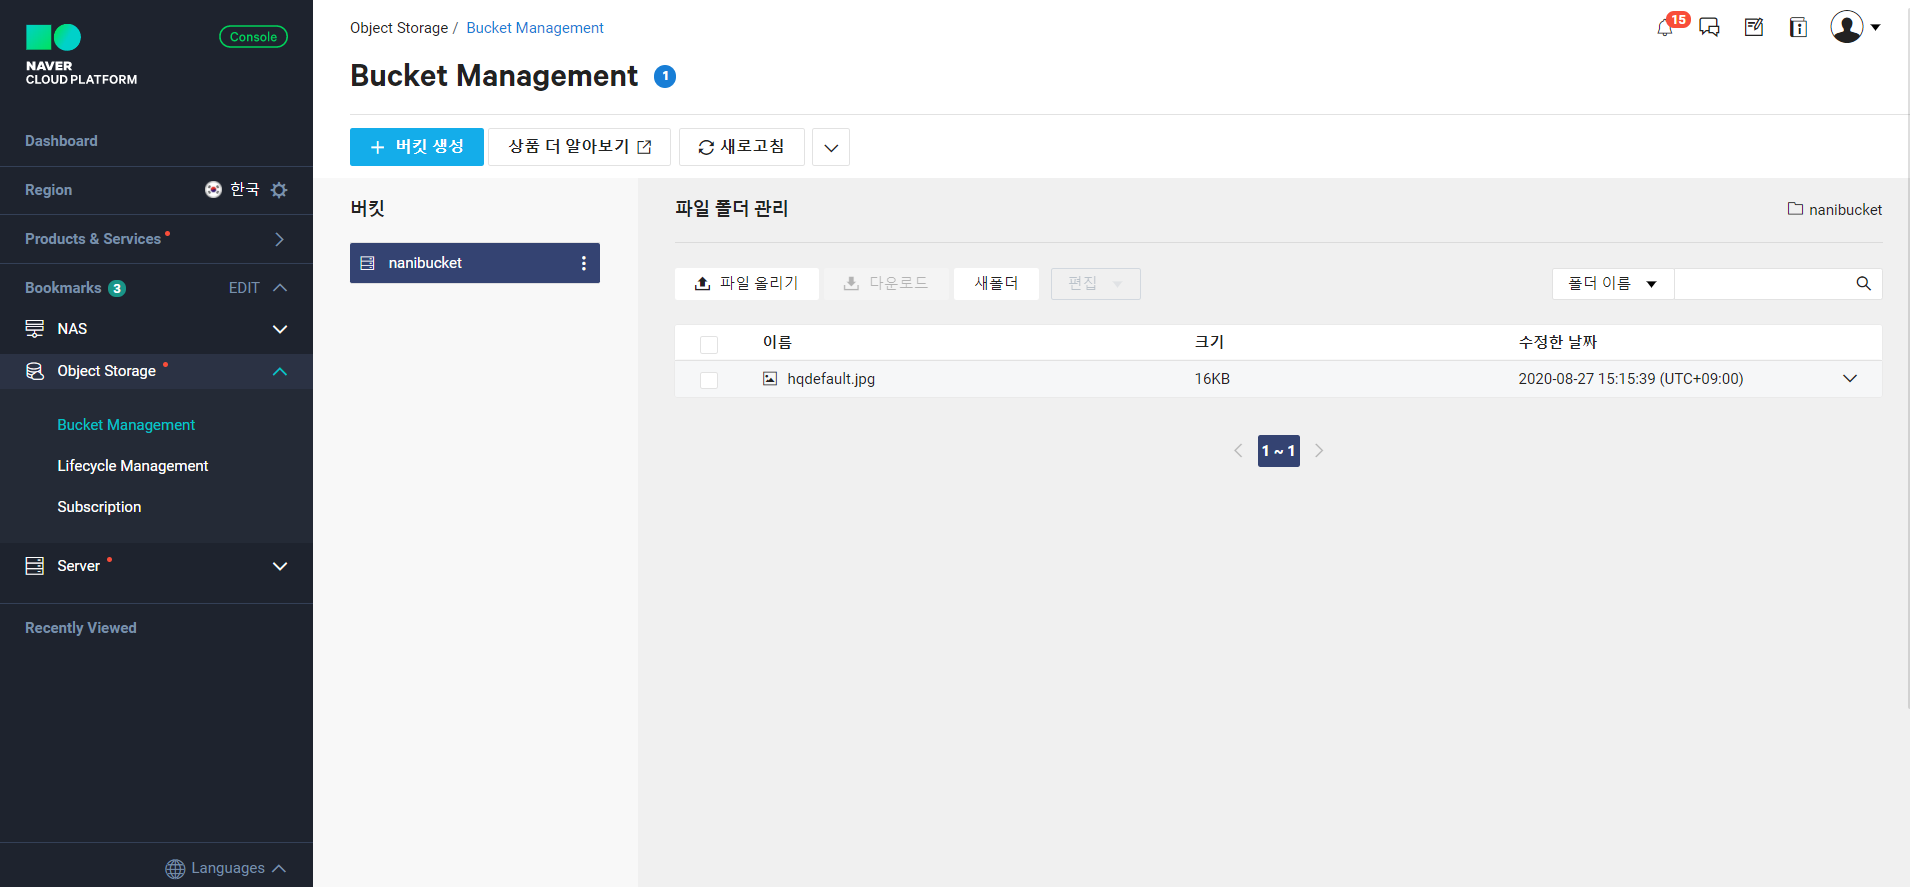 NAVER
CLOUD PLATFORM
Console
Dashboard
Region 한국
Products & Services
Bookmarks 3 EDIT
NAS
Object Storage
Bucket Management
Lifecycle Management
Subscription
Server
Recently Viewed
Languages
Object Storage / Bucket Management
15
Bucket Management 1
버킷 생성 상품 더 알아보기 새로고침
버킷
nanibucket
파일 폴더 관리 nanibucket
파일 올리기 다운로드 새폴더 편집 폴더 이름
이름 크기 수정한 날짜
hqdefault.jpg 16KB 2020-08-27 15:15:39 (UTC+09:00)
1 ~ 1